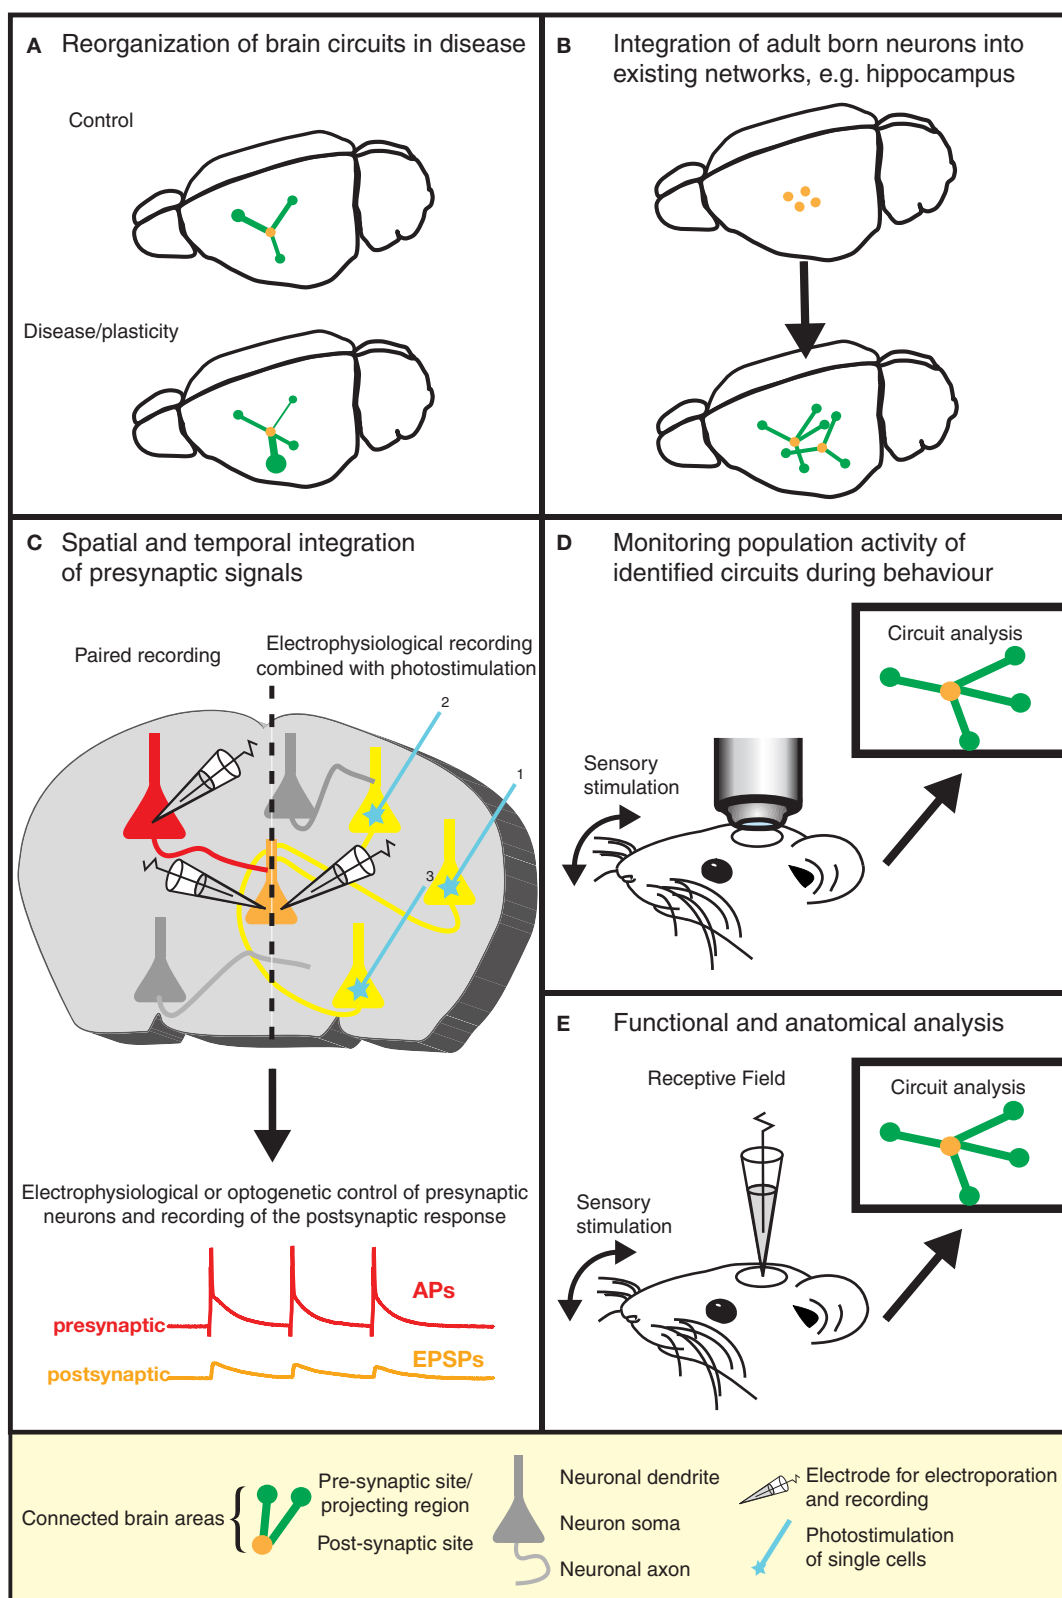 A Reorganization of brain circuits in disease
Control
Disease/plasticity
B Integration of adult born neurons into
existing networks, e.g. hippocampus
C Spatial and temporal integration
of presynaptic signals
Paired recording
Electrophysiological recording
combined with photostimulation
2
1
3
Electrophysiological or optogenetic control of presynaptic
neurons and recording of the postsynaptic response
APs
presynaptic
EPSPs
postsynaptic
D Monitoring population activity of
identified circuits during behaviour
Circuit analysis
Sensory
stimulation
E Functional and anatomical analysis
Receptive Field
Circuit analysis
Sensory
stimulation
Connected brain areas
Pre-synaptic site/
projecting region
Post-synaptic site
Neuronal dendrite
Neuron soma
Neuronal axon
Electrode for electroporation
and recording
Photostimulation
of single cells